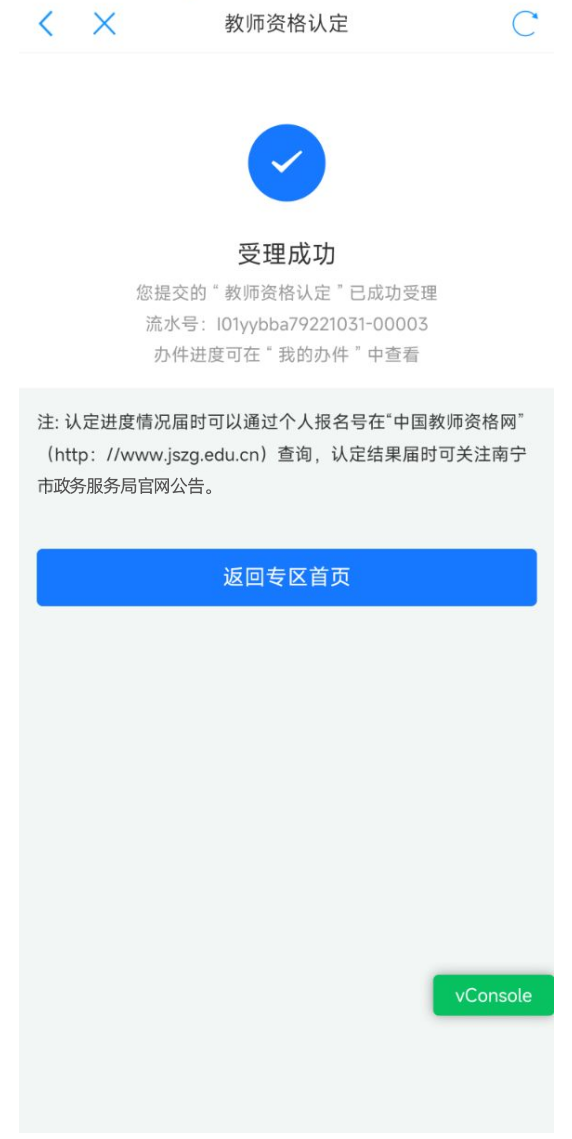 教师资格认定
受理成功
您提交的“教师资格认定”已成功受理
流水号：I01yybba79221031-00003
办件进度可在“我的办件”中查看
注: 认定进度情况届时可以通过个人报名号在“中国教师资格网”
（http：//www.jszg.edu.cn）查询，认定结果届时可关注南宁
市政务服务局官网公告。
返回专区首页
vConsole